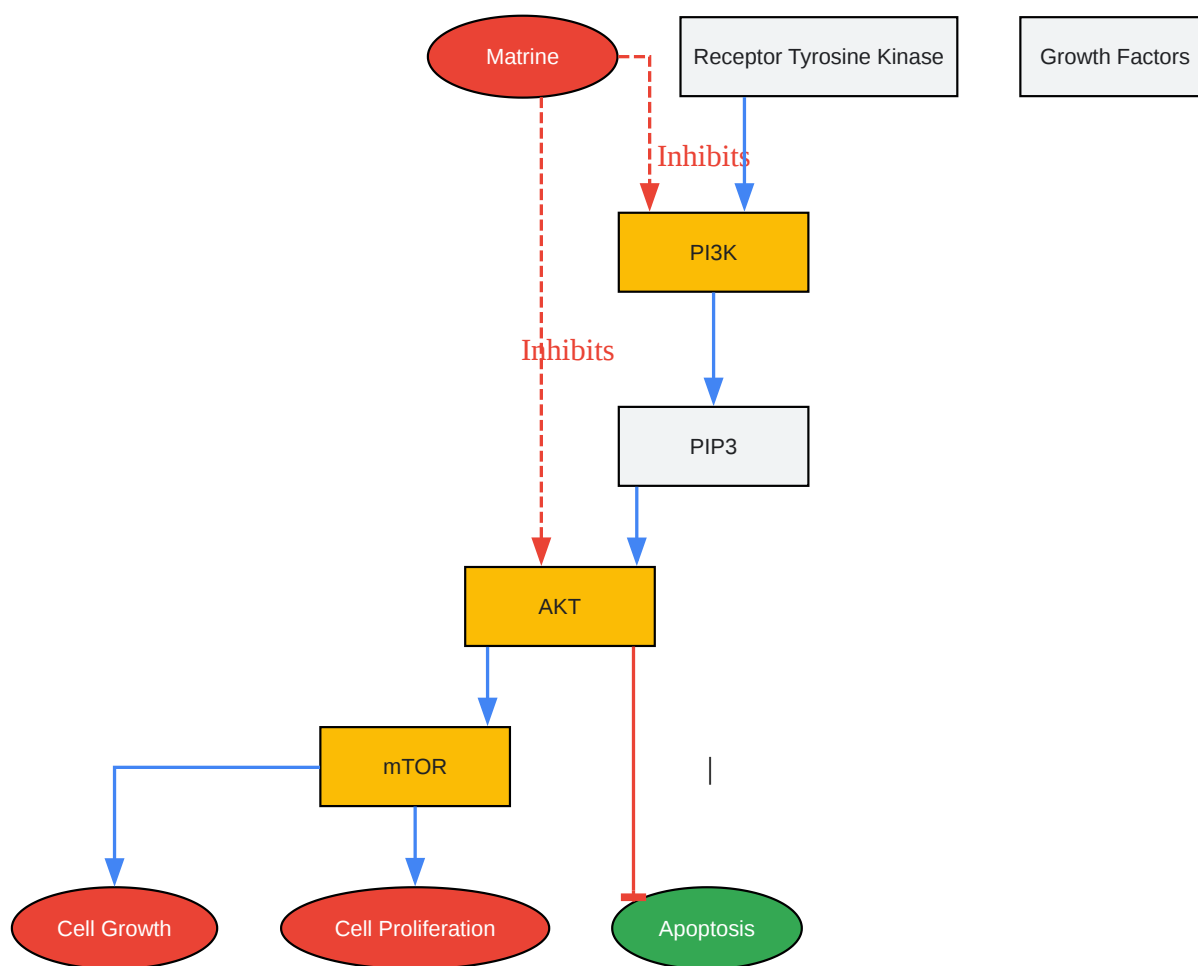 Matrine
Receptor Tyrosine Kinase
Growth Factors
Inhibits
PI3K
Inhibits
PIP3
AKT
mTOR
|
Cell Growth
Cell Proliferation
Apoptosis